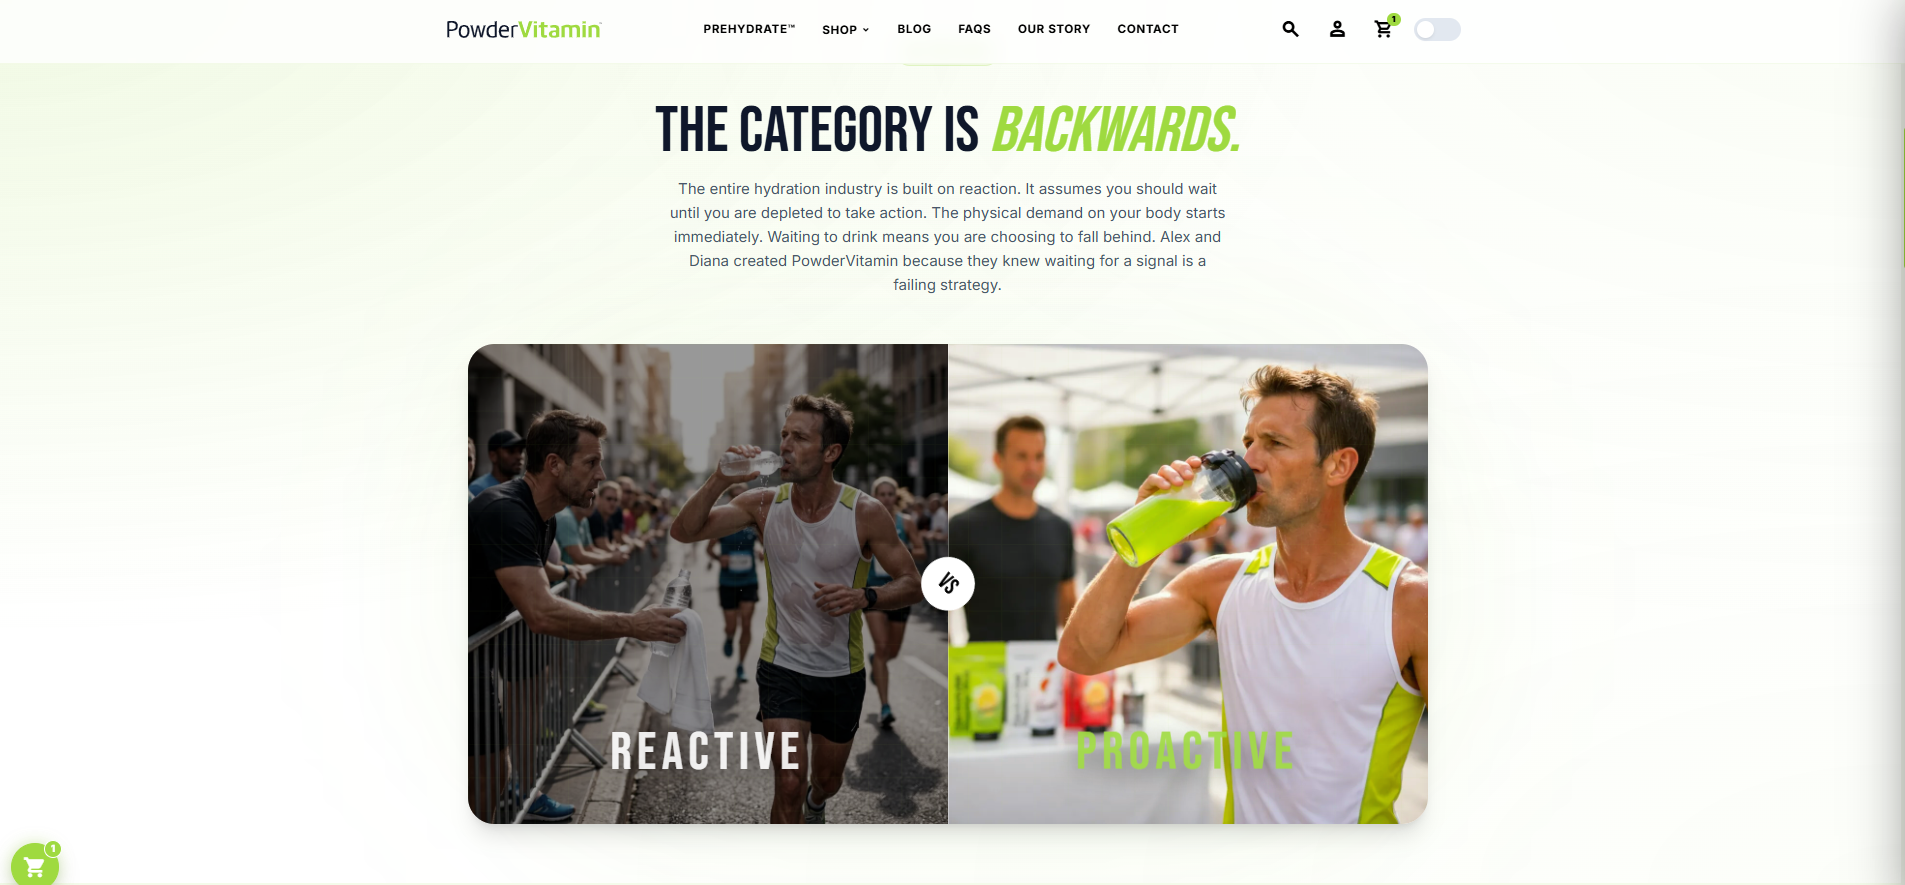 PowderVitamin
PREHYDRATE™
SHOP
BLOG
FAQS
OUR STORY
CONTACT
1
THE CATEGORY IS BACKWARDS.
The entire hydration industry is built on reaction. It assumes you should wait
until you are depleted to take action. The physical demand on your body starts
immediately. Waiting to drink means you are choosing to fall behind. Alex and
Diana created PowderVitamin because they knew waiting for a signal is a
failing strategy.
VS
REACTIVE
PROACTIVE
1